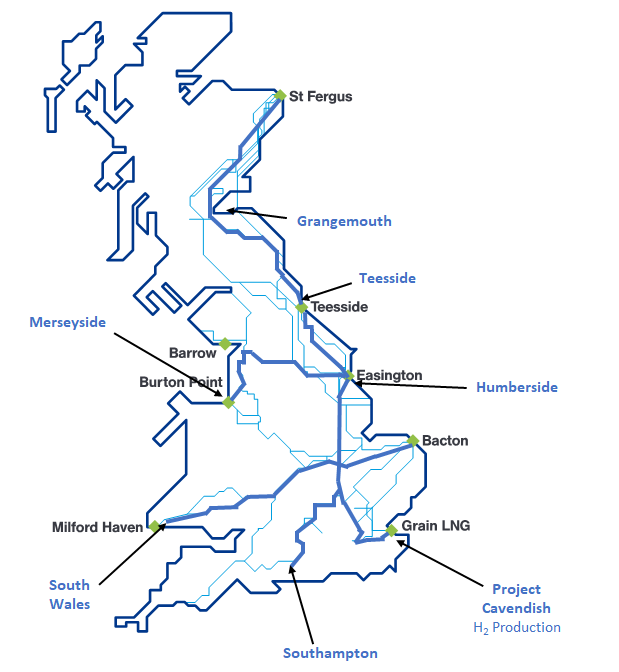 St Fergus
Grangemouth
Teesside
Teesside
Merseyside
Barrow
Burton Point
Easington
Humberside
Bacton
Milford Haven
Grain LNG
South
Wales
Project
Cavendish
H₂ Production
Southampton